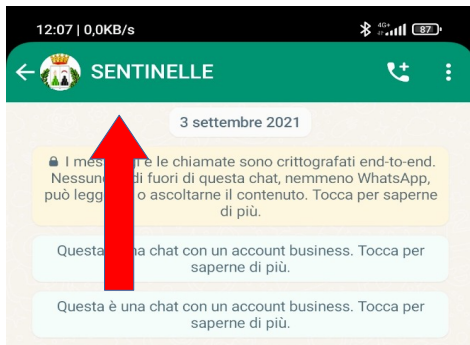 12:07 | 0,0KB/s
4G+
87
SENTINELLE
3 settembre 2021
I mes e le chiamate sono crittografati end-to-end.
Nessun di fuori di questa chat, nemmeno WhatsApp,
può legg o ascoltarne il contenuto. Tocca per saperne
di più.
Questa na chat con un account business. Tocca per
saperne di più.
Questa è una chat con un account business. Tocca per
saperne di più.